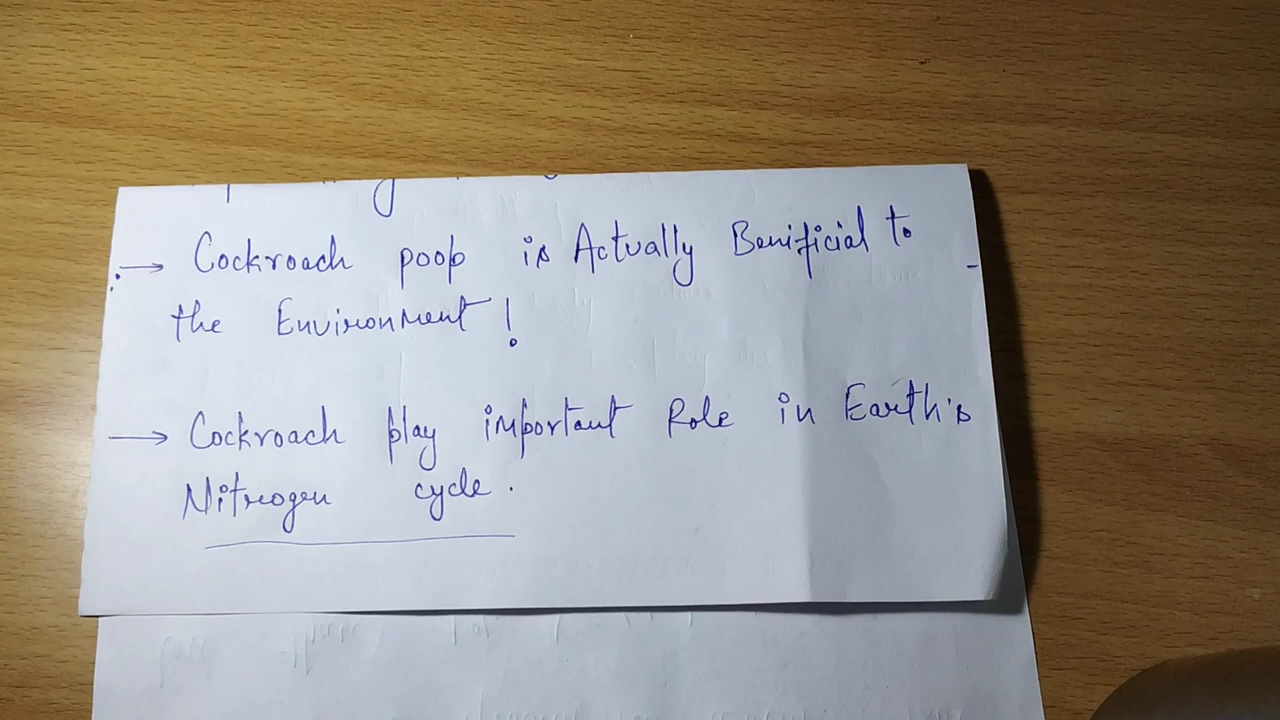 → Cockroach poop is Actually Benificial to
the Environment!
→ Cockroach play important Role in Earth's
Nitrogen cycle.